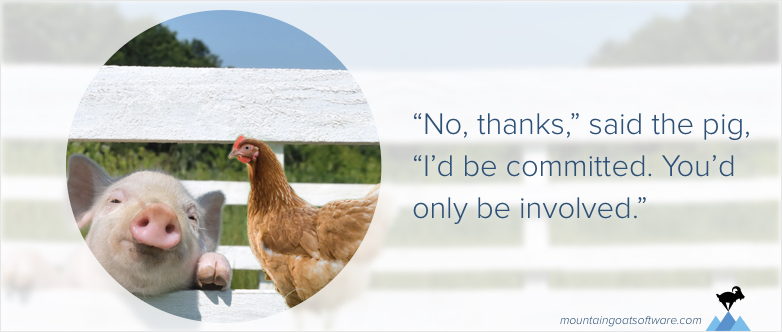 “No, thanks,” said the pig,
“I’d be committed. You’d
only be involved.”
mountaingoatsoftware.com